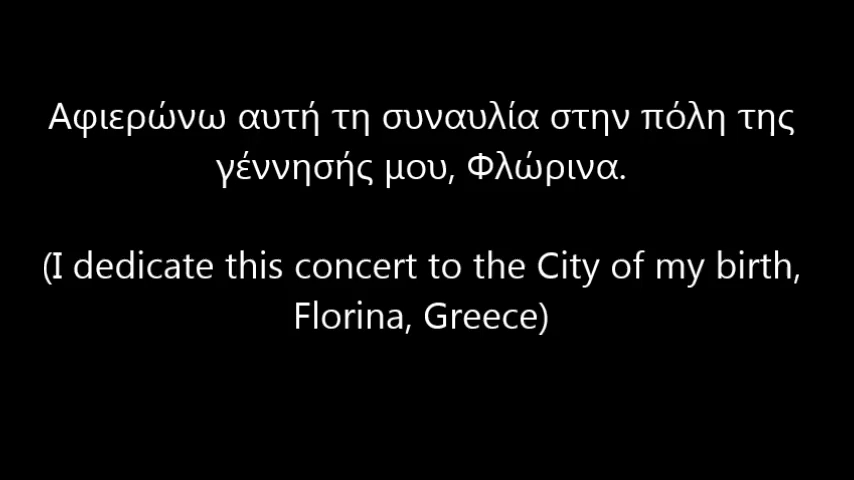 Αφιερώνω αυτή τη συναυλία στην πόλη της
γέννησής μου, Φλώρινα.
(I dedicate this concert to the City of my birth,
Florina, Greece)